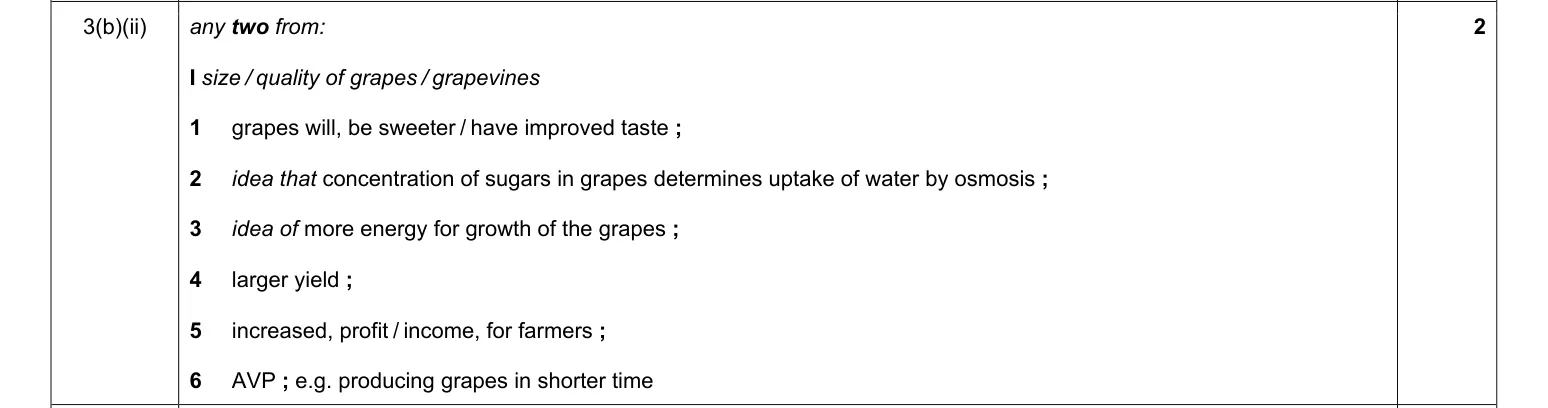 3(b)(ii) any two from: 2
I size / quality of grapes / grapevines
1 grapes will, be sweeter / have improved taste ;
2 idea that concentration of sugars in grapes determines uptake of water by osmosis ;
3 idea of more energy for growth of the grapes ;
4 larger yield ;
5 increased, profit / income, for farmers ;
6 AVP ; e.g. producing grapes in shorter time